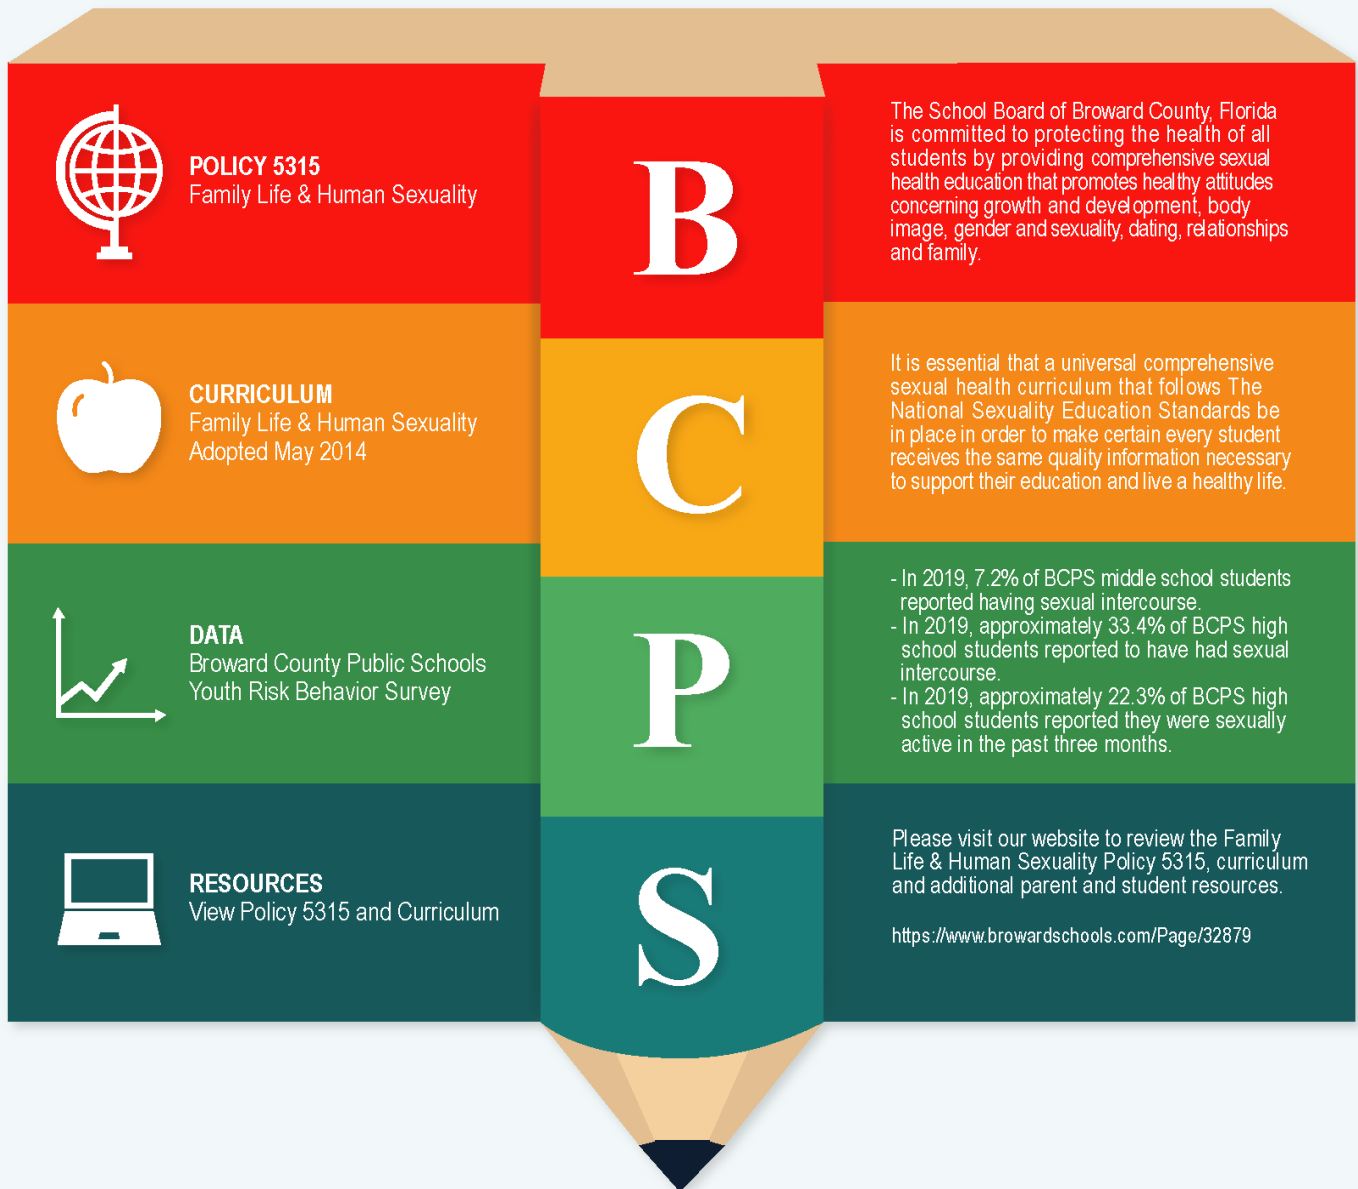 POLICY 5315
Family Life & Human Sexuality
B
The School Board of Broward County, Florida
is committed to protecting the health of all
students by providing comprehensive sexual
health education that promotes healthy attitudes
concerning growth and development, body
image, gender and sexuality, dating, relationships
and family.
CURRICULUM
Family Life & Human Sexuality
Adopted May 2014
C
It is essential that a universal comprehensive
sexual health curriculum that follows The
National Sexuality Education Standards be
in place in order to make certain every student
receives the same quality information necessary
to support their education and live a healthy life.
DATA
Broward County Public Schools
Youth Risk Behavior Survey
P
- In 2019, 7.2% of BCPS middle school students
reported having sexual intercourse.
- In 2019, approximately 33.4% of BCPS high
school students reported to have had sexual
intercourse.
- In 2019, approximately 22.3% of BCPS high
school students reported they were sexually
active in the past three months.
RESOURCES
View Policy 5315 and Curriculum
S
Please visit our website to review the Family
Life & Human Sexuality Policy 5315, curriculum
and additional parent and student resources.
https://www.browardschools.com/Page/32879